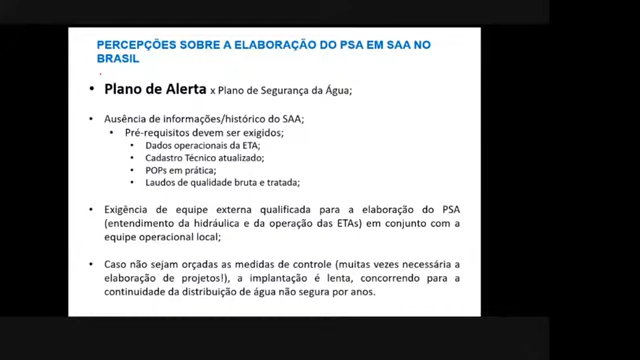 PERCEPÇÕES SOBRE A ELABORAÇÃO DO PSA EM SAA NO
BRASIL
• Plano de Alerta x Plano de Segurança da Água;
• Ausência de informações/histórico do SAA;
• Pré-requisitos devem ser exigidos;
• Dados operacionais da ETA;
• Cadastro Técnico atualizado;
• POPs em prática;
• Laudos de qualidade bruta e tratada;
• Exigência de equipe externa qualificada para a elaboração do PSA
(entendimento da hidráulica e da operação das ETAs) em conjunto com a
equipe operacional local;
• Caso não sejam orçadas as medidas de controle (muitas vezes necessária a
elaboração de projetos!), a implantação é lenta, concorrendo para a
continuidade da distribuição de água não segura por anos.